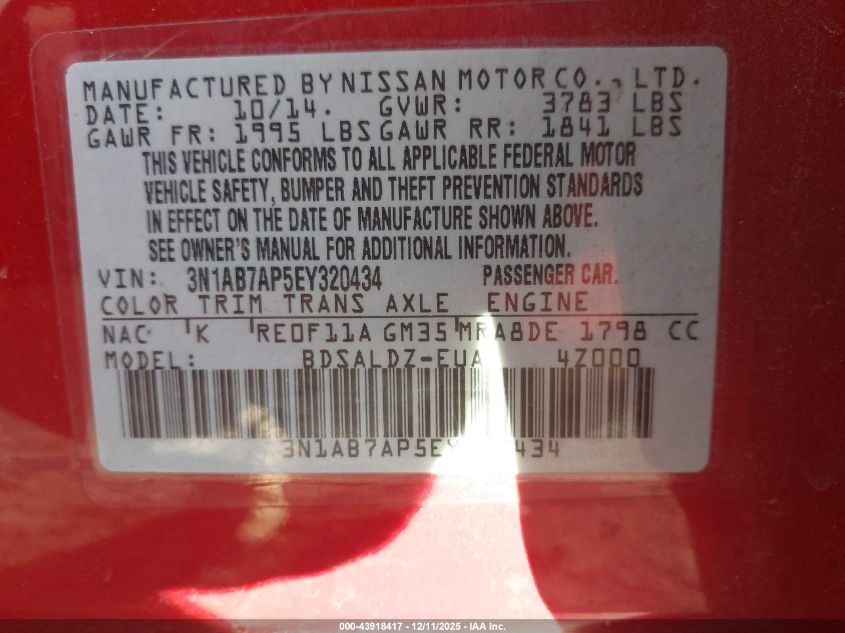 MANUFACTURED BY NISSAN MOTOR CO., LTD.
DATE: 10/14. GVWR: 3783 LBS
GAWR FR: 1995 LBS GAWR RR: 1841 LBS
THIS VEHICLE CONFORMS TO ALL APPLICABLE FEDERAL MOTOR
VEHICLE SAFETY, BUMPER AND THEFT PREVENTION STANDARDS
IN EFFECT ON THE DATE OF MANUFACTURE SHOWN ABOVE.
SEE OWNER'S MANUAL FOR ADDITIONAL INFORMATION.
VIN: 3N1AB7AP5EY320434 PASSENGER CAR.
COLOR TRIM TRANS AXLE ENGINE
NAC K RE0F11A GM35 MRA8DE 1798 CC
MODEL: BDSALDZ-EUA 4Z000
000-43918417 - 12/11/2025 - IAA Inc.